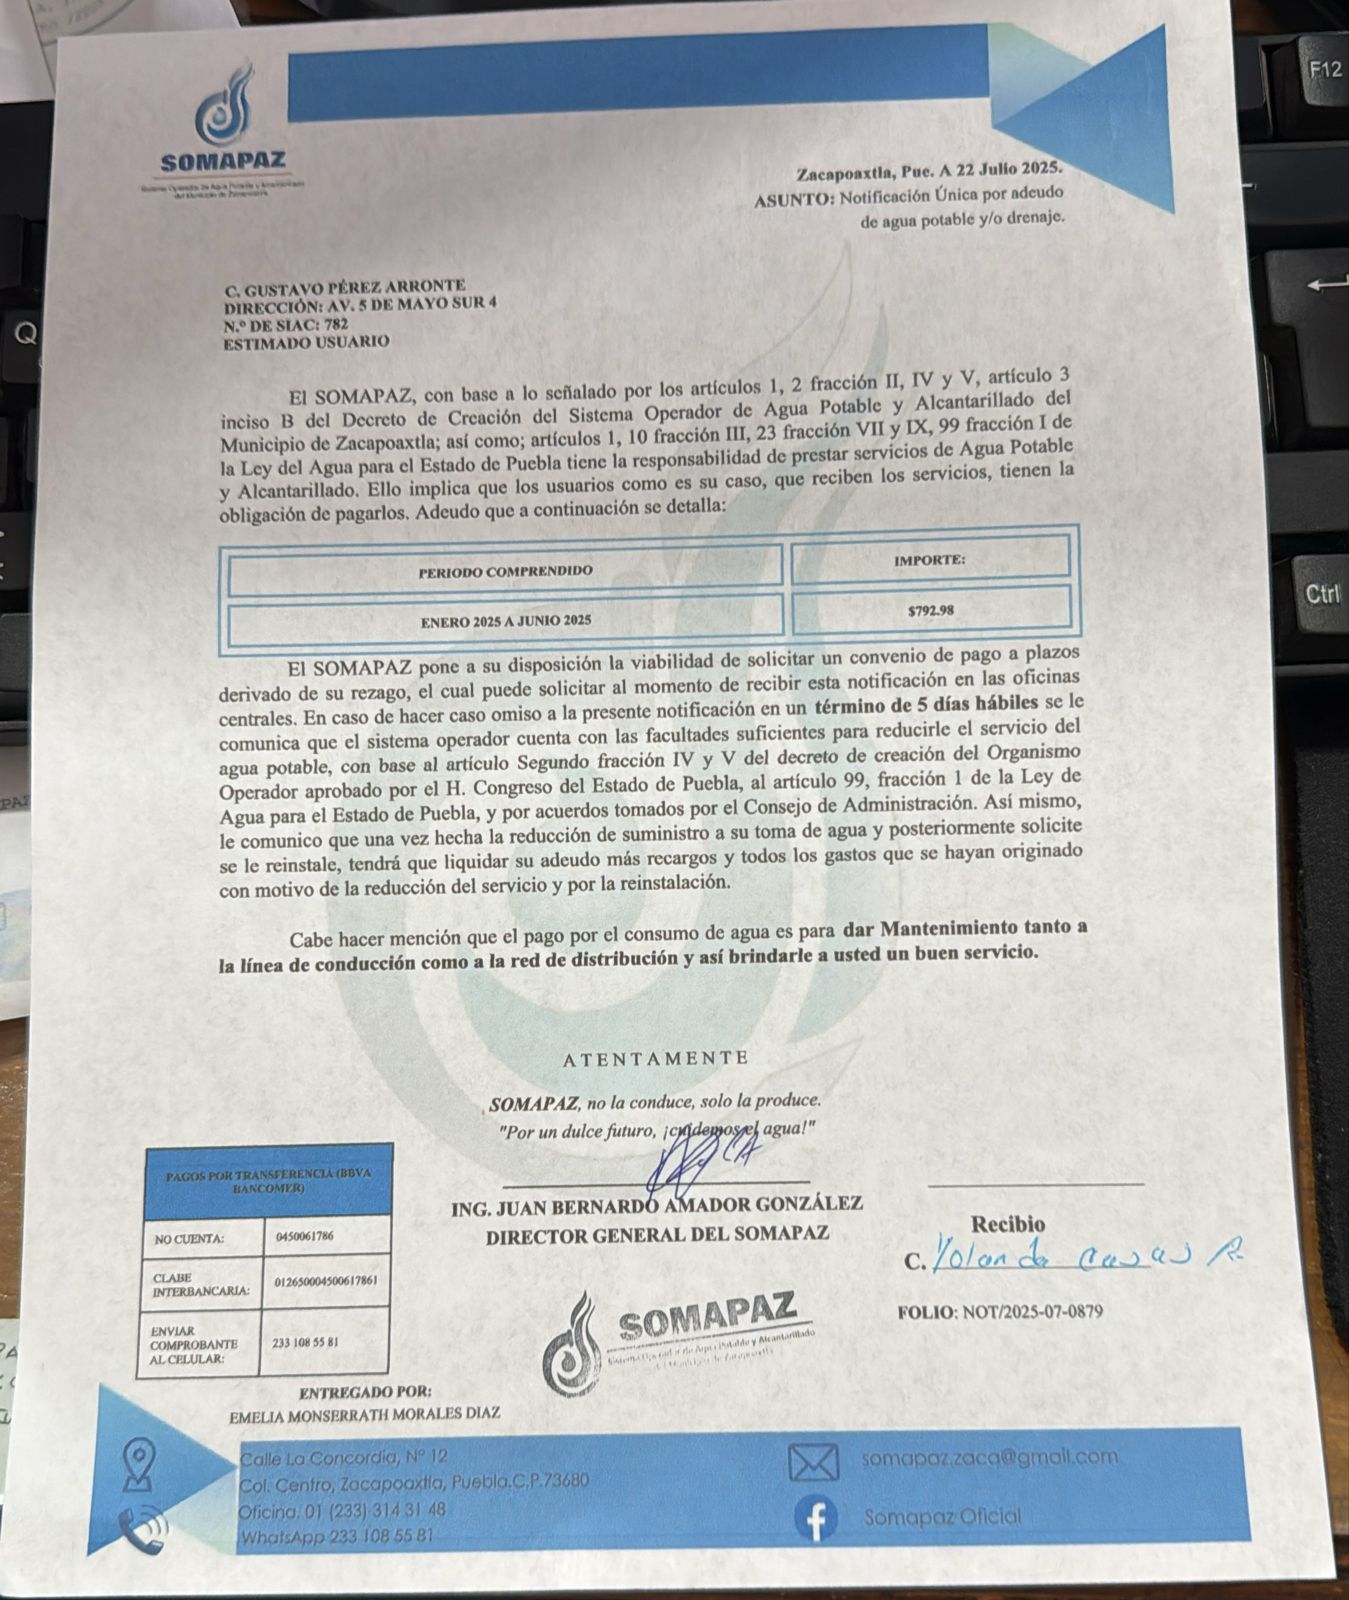 SOMAPAZ
Sistema Operador de Agua Potable y Alcantarillado
del Municipio de Zacapoaxtla
Zacapoaxtla, Pue. A 22 Julio 2025.
ASUNTO: Notificación Única por adeudo
de agua potable y/o drenaje.
C. GUSTAVO PÉREZ ARRONTE
DIRECCIÓN: AV. 5 DE MAYO SUR 4
N.º DE SIAC: 782
ESTIMADO USUARIO
El SOMAPAZ, con base a lo señalado por los artículos 1, 2 fracción II, IV y V, artículo 3
inciso B del Decreto de Creación del Sistema Operador de Agua Potable y Alcantarillado del
Municipio de Zacapoaxtla; así como; artículos 1, 10 fracción III, 23 fracción VII y IX, 99 fracción I de
la Ley del Agua para el Estado de Puebla tiene la responsabilidad de prestar servicios de Agua Potable
y Alcantarillado. Ello implica que los usuarios como es su caso, que reciben los servicios, tienen la
obligación de pagarlos. Adeudo que a continuación se detalla:
PERIODO COMPRENDIDO
IMPORTE:
ENERO 2025 A JUNIO 2025
$792.98
El SOMAPAZ pone a su disposición la viabilidad de solicitar un convenio de pago a plazos
derivado de su rezago, el cual puede solicitar al momento de recibir esta notificación en las oficinas
centrales. En caso de hacer caso omiso a la presente notificación en un término de 5 días hábiles se le
comunica que el sistema operador cuenta con las facultades suficientes para reducirle el servicio del
agua potable, con base al artículo Segundo fracción IV y V del decreto de creación del Organismo
Operador aprobado por el H. Congreso del Estado de Puebla, al artículo 99, fracción 1 de la Ley de
Agua para el Estado de Puebla, y por acuerdos tomados por el Consejo de Administración. Así mismo,
le comunico que una vez hecha la reducción de suministro a su toma de agua y posteriormente solicite
se le reinstale, tendrá que liquidar su adeudo más recargos y todos los gastos que se hayan originado
con motivo de la reducción del servicio y por la reinstalación.
Cabe hacer mención que el pago por el consumo de agua es para dar Mantenimiento tanto a
la línea de conducción como a la red de distribución y así brindarle a usted un buen servicio.
ATENTAMENTE
SOMAPAZ, no la conduce, solo la produce.
"Por un dulce futuro, ¡cuidemos el agua!"
ING. JUAN BERNARDO AMADOR GONZÁLEZ
DIRECTOR GENERAL DEL SOMAPAZ
Recibio
C. Yolanda
FOLIO: NOT/2025-07-0879
PAGOS POR TRANSFERENCIA (BBVA
BANCOMER)
NO CUENTA:
0450061786
CLABE
INTERBANCARIA:
012650004500617861
ENVIAR
COMPROBANTE
AL CELULAR:
233 108 55 81
SOMAPAZ
Sistema Operador de Agua Potable y Alcantarillado
del Municipio de Zacapoaxtla
ENTREGADO POR:
EMELIA MONSERRATH MORALES DIAZ
Calle La Concordia, Nº 12
Col. Centro, Zacapoaxtla, Puebla.C.P.73680
Oficina: 01 (233) 314 31 48
WhatsApp 233 108 55 81
somapaz.zaca@gmail.com
Somapaz Oficial
F12
Q
Ctrl